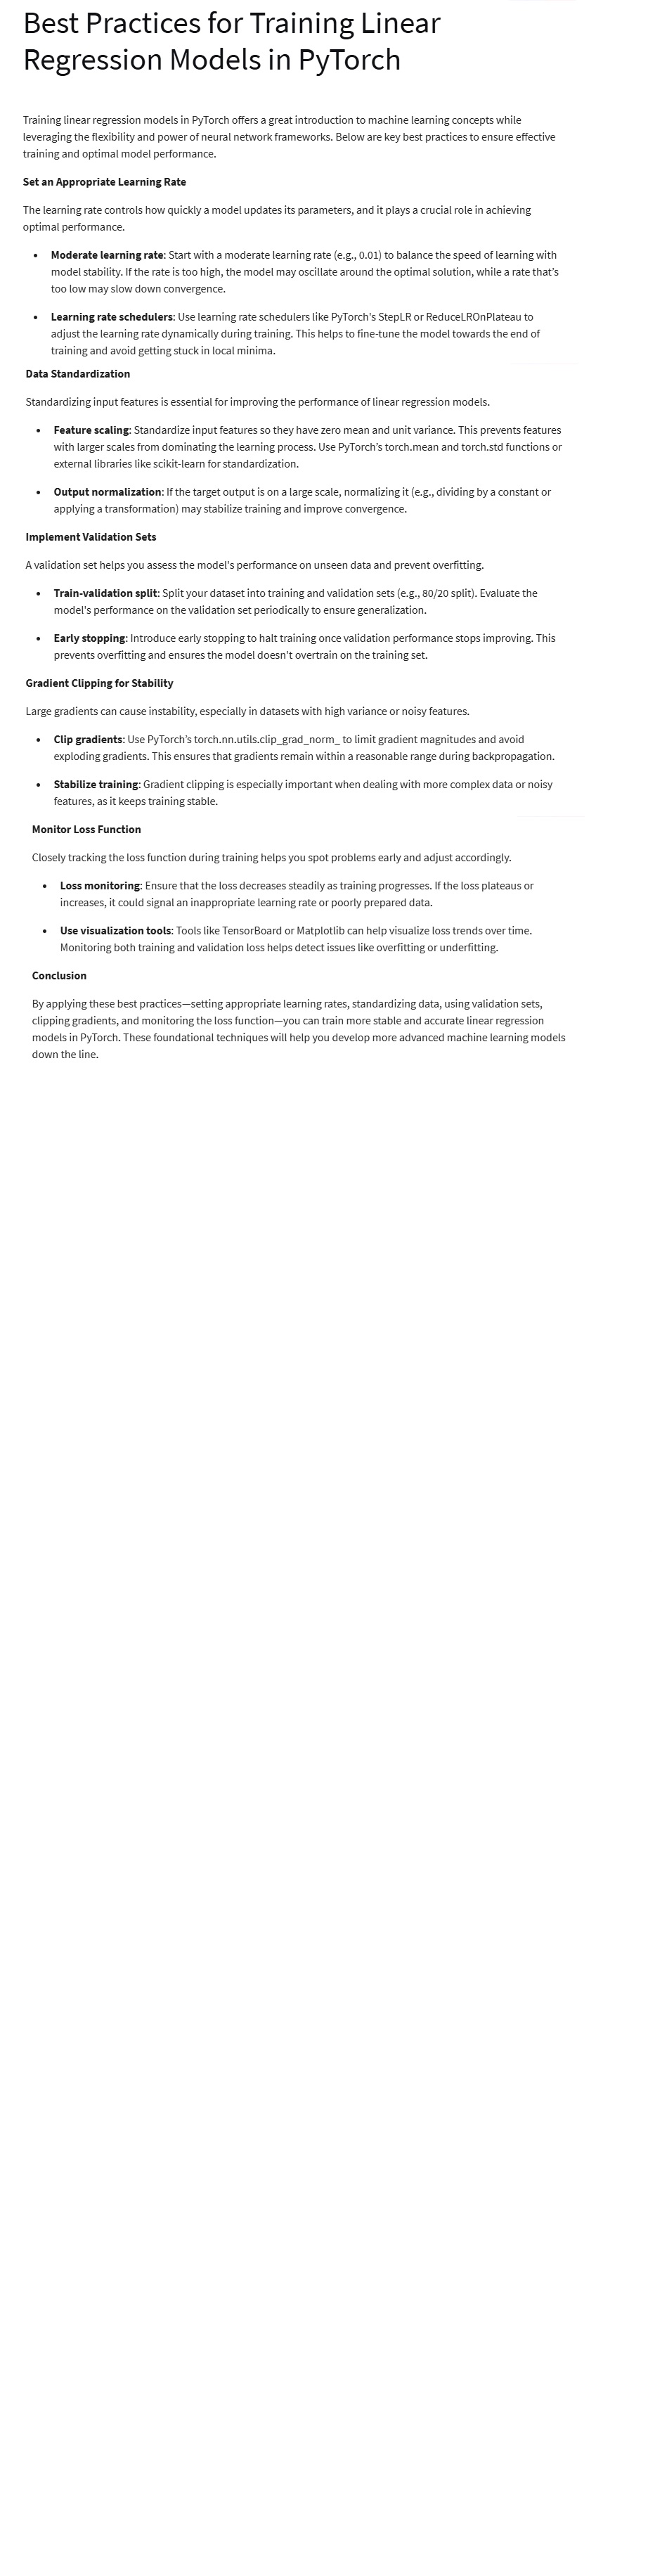 Best Practices for Training Linear
Regression Models in PyTorch
Training linear regression models in PyTorch offers a great introduction to machine learning concepts while
leveraging the flexibility and power of neural network frameworks. Below are key best practices to ensure effective
training and optimal model performance.
Set an Appropriate Learning Rate
The learning rate controls how quickly a model updates its parameters, and it plays a crucial role in achieving
optimal performance.
• Moderate learning rate: Start with a moderate learning rate (e.g., 0.01) to balance the speed of learning with
model stability. If the rate is too high, the model may oscillate around the optimal solution, while a rate that’s
too low may slow down convergence.
• Learning rate schedulers: Use learning rate schedulers like PyTorch's StepLR or ReduceLROnPlateau to
adjust the learning rate dynamically during training. This helps to fine-tune the model towards the end of
training and avoid getting stuck in local minima.
Data Standardization
Standardizing input features is essential for improving the performance of linear regression models.
• Feature scaling: Standardize input features so they have zero mean and unit variance. This prevents features
with larger scales from dominating the learning process. Use PyTorch’s torch.mean and torch.std functions or
external libraries like scikit-learn for standardization.
• Output normalization: If the target output is on a large scale, normalizing it (e.g., dividing by a constant or
applying a transformation) may stabilize training and improve convergence.
Implement Validation Sets
A validation set helps you assess the model's performance on unseen data and prevent overfitting.
• Train-validation split: Split your dataset into training and validation sets (e.g., 80/20 split). Evaluate the
model's performance on the validation set periodically to ensure generalization.
• Early stopping: Introduce early stopping to halt training once validation performance stops improving. This
prevents overfitting and ensures the model doesn’t overtrain on the training set.
Gradient Clipping for Stability
Large gradients can cause instability, especially in datasets with high variance or noisy features.
• Clip gradients: Use PyTorch’s torch.nn.utils.clip_grad_norm_ to limit gradient magnitudes and avoid
exploding gradients. This ensures that gradients remain within a reasonable range during backpropagation.
• Stabilize training: Gradient clipping is especially important when dealing with more complex data or noisy
features, as it keeps training stable.
Monitor Loss Function
Closely tracking the loss function during training helps you spot problems early and adjust accordingly.
• Loss monitoring: Ensure that the loss decreases steadily as training progresses. If the loss plateaus or
increases, it could signal an inappropriate learning rate or poorly prepared data.
• Use visualization tools: Tools like TensorBoard or Matplotlib can help visualize loss trends over time.
Monitoring both training and validation loss helps detect issues like overfitting or underfitting.
Conclusion
By applying these best practices—setting appropriate learning rates, standardizing data, using validation sets,
clipping gradients, and monitoring the loss function—you can train more stable and accurate linear regression
models in PyTorch. These foundational techniques will help you develop more advanced machine learning models
down the line.